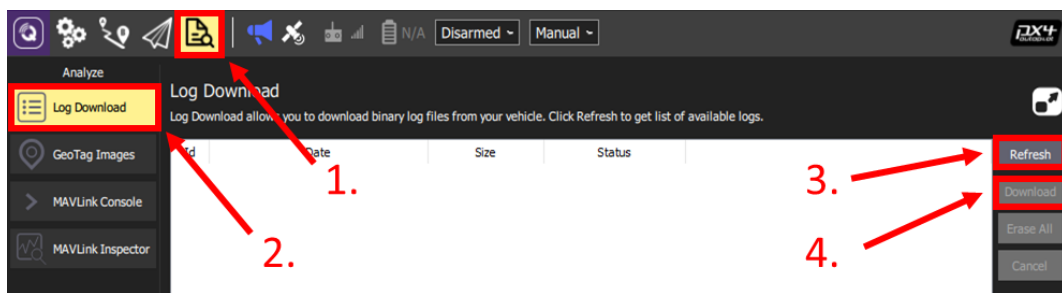 N/A Disarmed Manual PX4 autopilot
Analyze
Log Download
GeoTag Images
MAVLink Console
MAVLink Inspector
Log Download
Log Download allows you to download binary log files from your vehicle. Click Refresh to get list of available logs.
Id Date Size Status
Refresh
Download
Erase All
Cancel
1.
2.
3.
4.